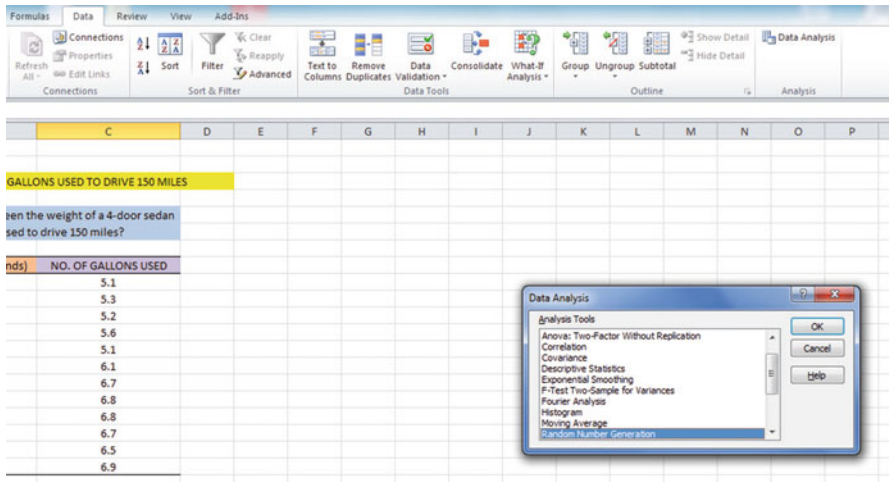 Formulas Data Review View Add-Ins
Connections
Properties
Edit Links
Refresh All
Connections
Sort
Filter
Clear
Reapply
Advanced
Sort & Filter
Text to Columns
Remove Duplicates
Data Validation
Consolidate
What-If Analysis
Data Tools
Group
Ungroup
Subtotal
Show Detail
Hide Detail
Outline
Data Analysis
Analysis
C D E F G H I J K L M N O P
GALLONS USED TO DRIVE 150 MILES
een the weight of a 4-door sedan
sed to drive 150 miles?
nds) NO. OF GALLONS USED
5.1
5.3
5.2
5.6
5.1
6.1
6.7
6.8
6.8
6.7
6.5
6.9
Data Analysis
Analysis Tools
Anova: Two-Factor Without Replication
Correlation
Covariance
Descriptive Statistics
Exponential Smoothing
F-Test Two-Sample for Variances
Fourier Analysis
Histogram
Moving Average
Random Number Generation
OK
Cancel
Help